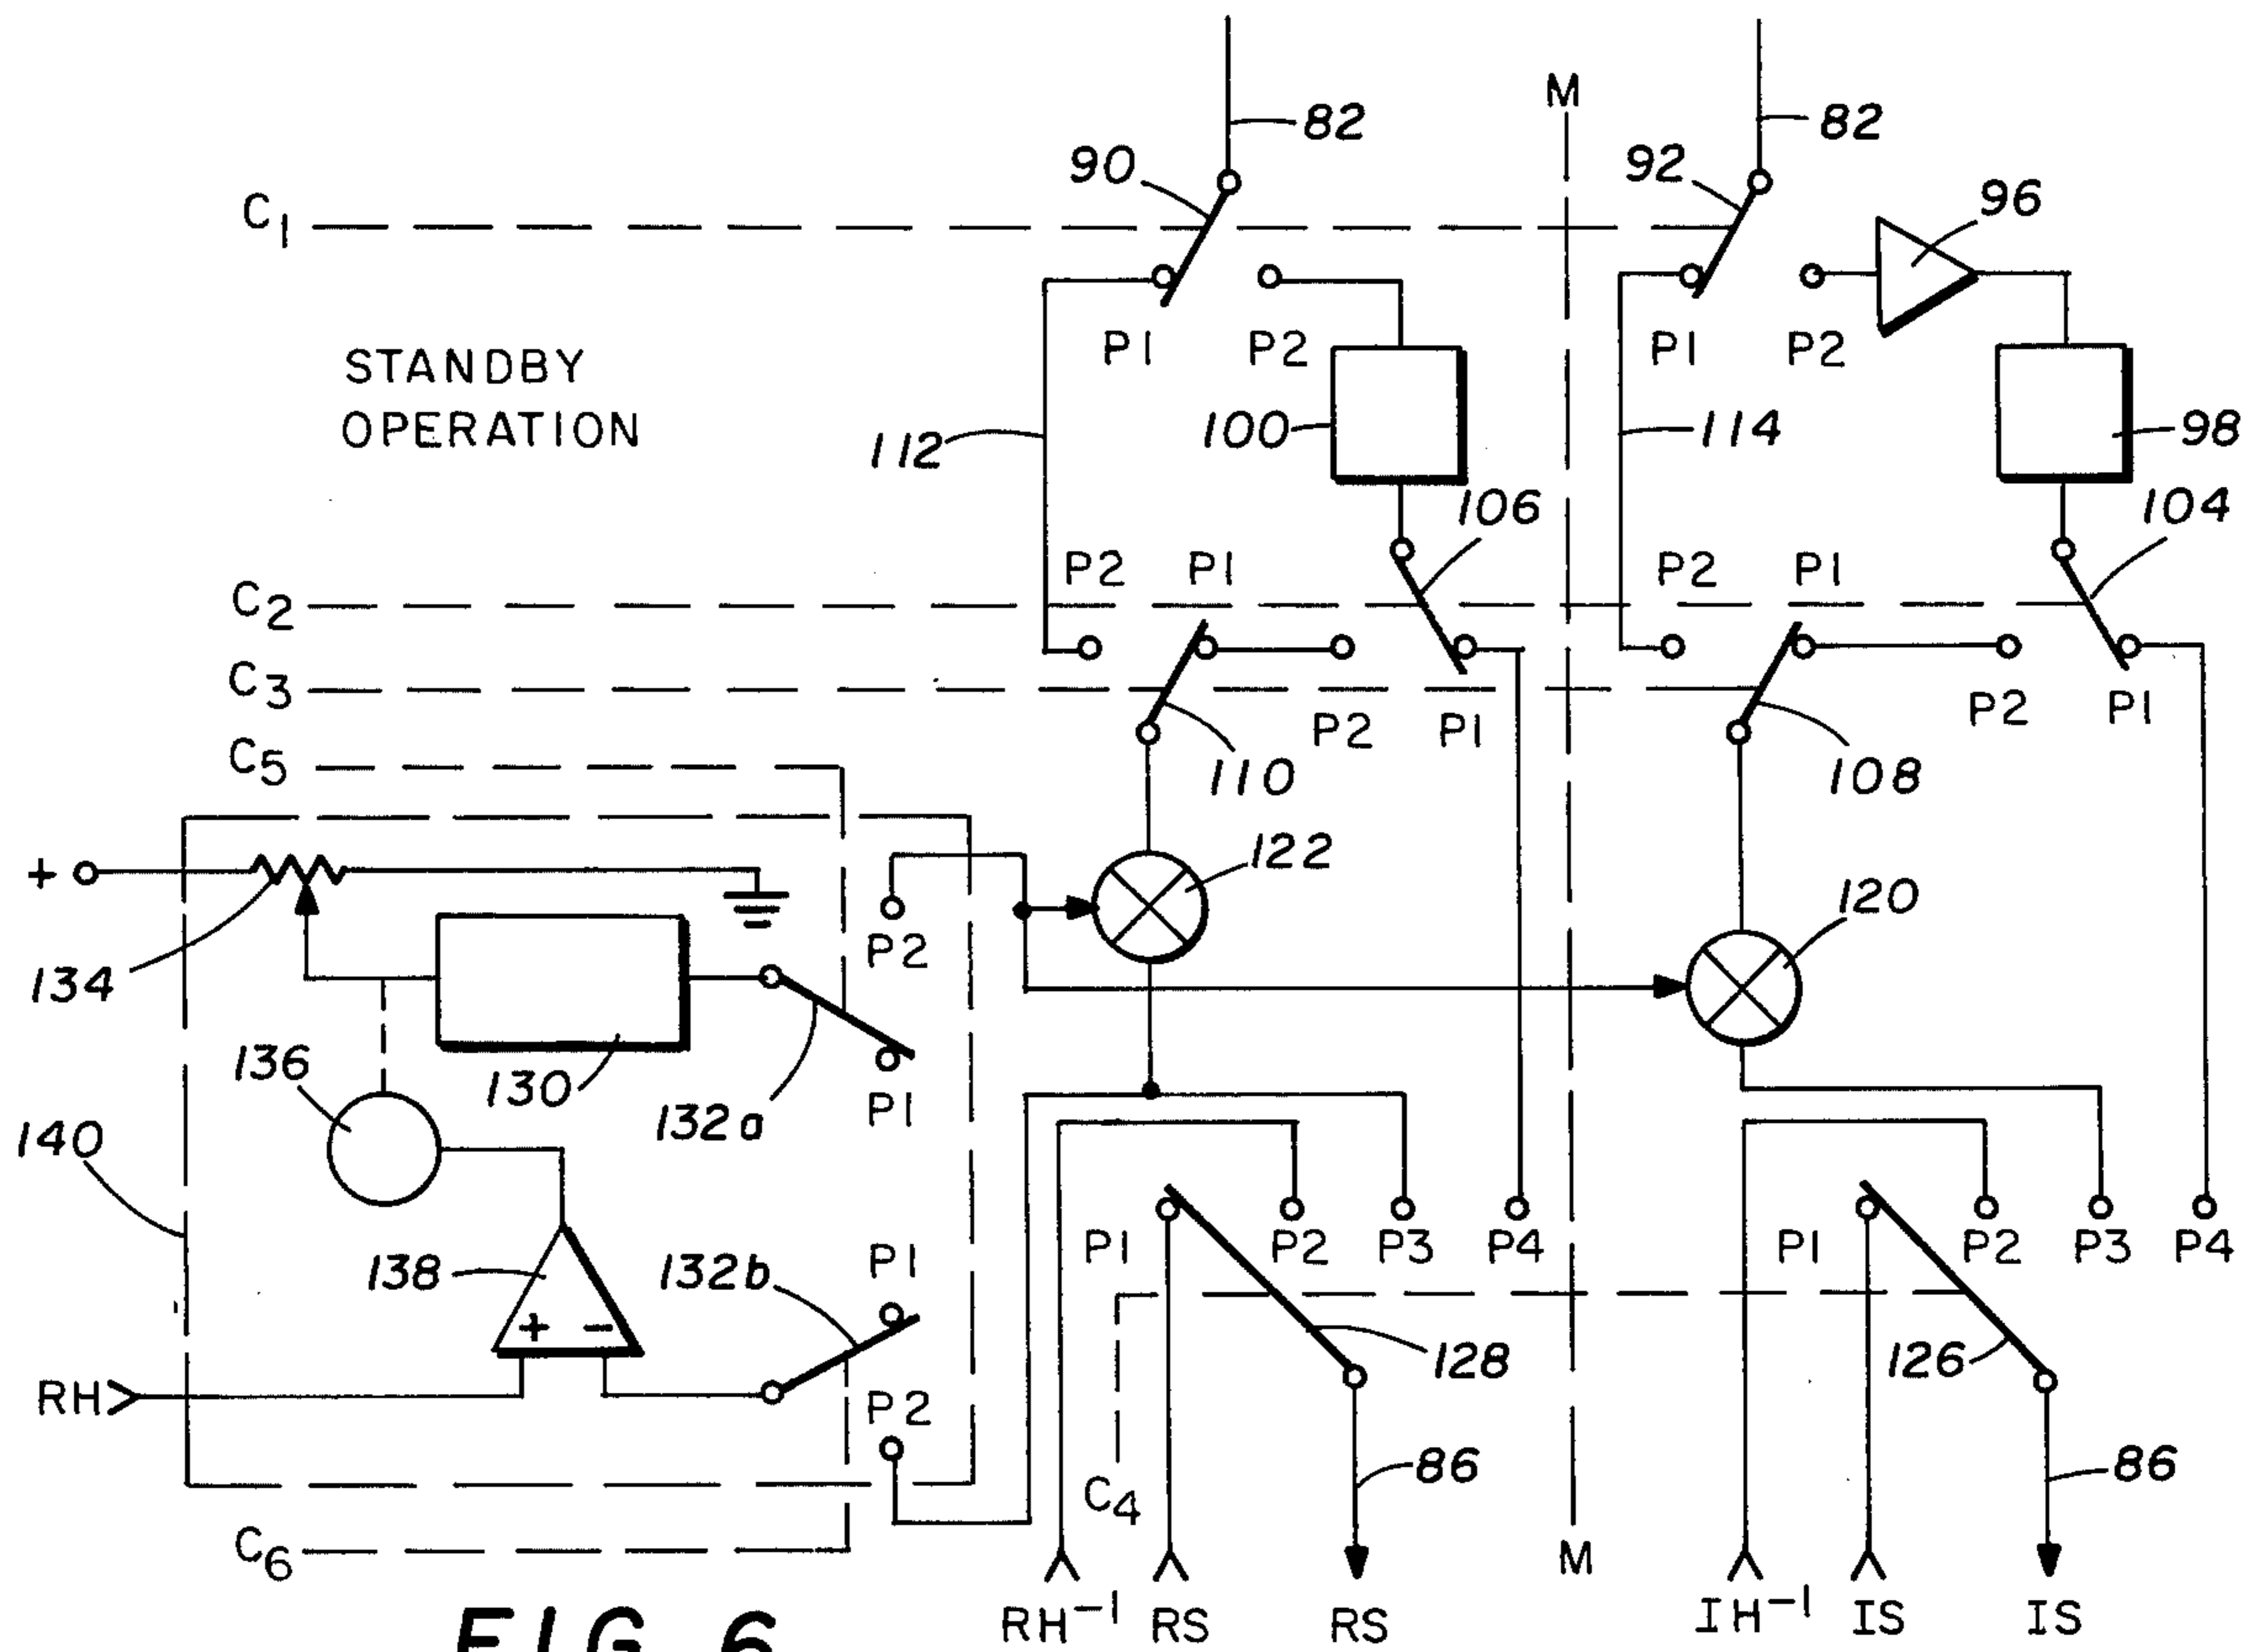 M
82
82
90
92
96
C1
STANDBY
OPERATION
P1
P2
P1
P2
112
100
114
98
106
104
P2
P1
P2
P1
C2
C3
P2
P1
P2
P1
C5
110
108
+
122
120
P2
134
136
130
132a
P1
140
138
132b
P1
P1
P2
P3
P4
P1
P2
P3
P4
+ -
128
126
RH
P2
C4
86
86
C6
M
RH-1
RS
RS
IH-1
IS
IS
FIG 6